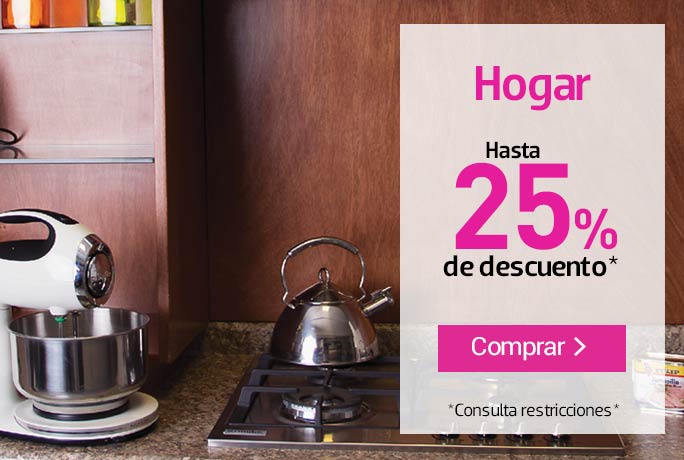 Hogar
Hasta
25%
de descuento*
Comprar >
*Consulta restricciones*